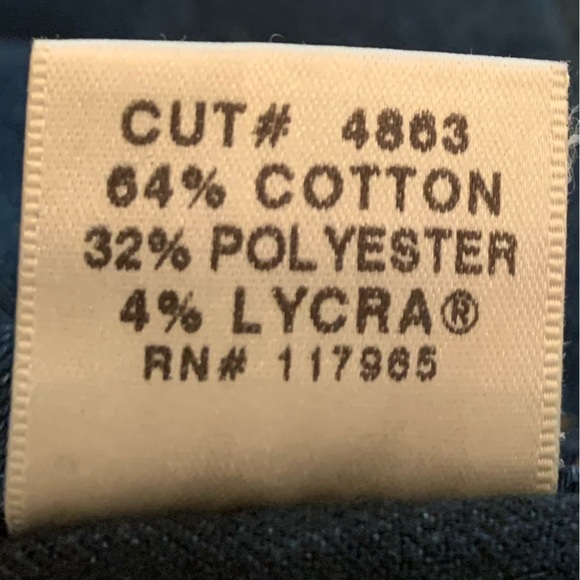 CUT# 4863
64% COTTON
32% POLYESTER
4% LYCRA®
RN# 117965